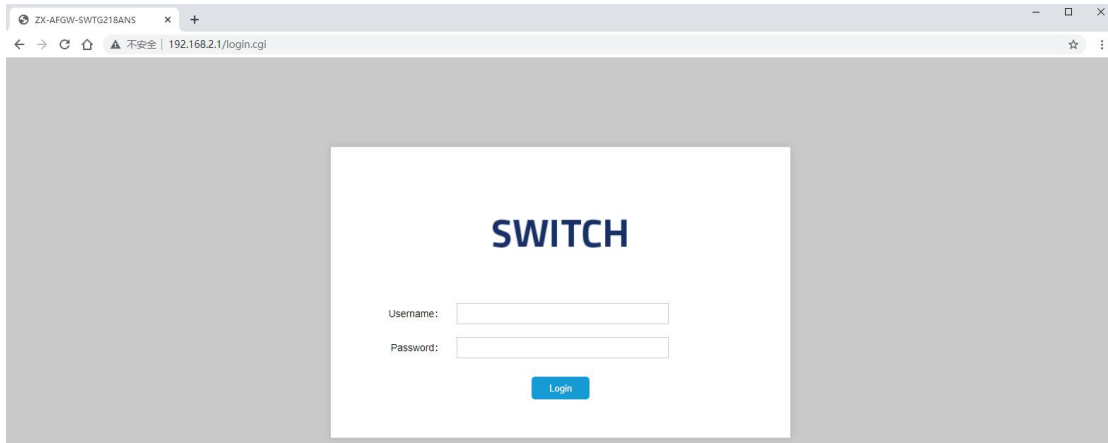 ZX-AFGW-SWTG218ANS
不安全 | 192.168.2.1/login.cgi
SWITCH
Username:
Password:
Login